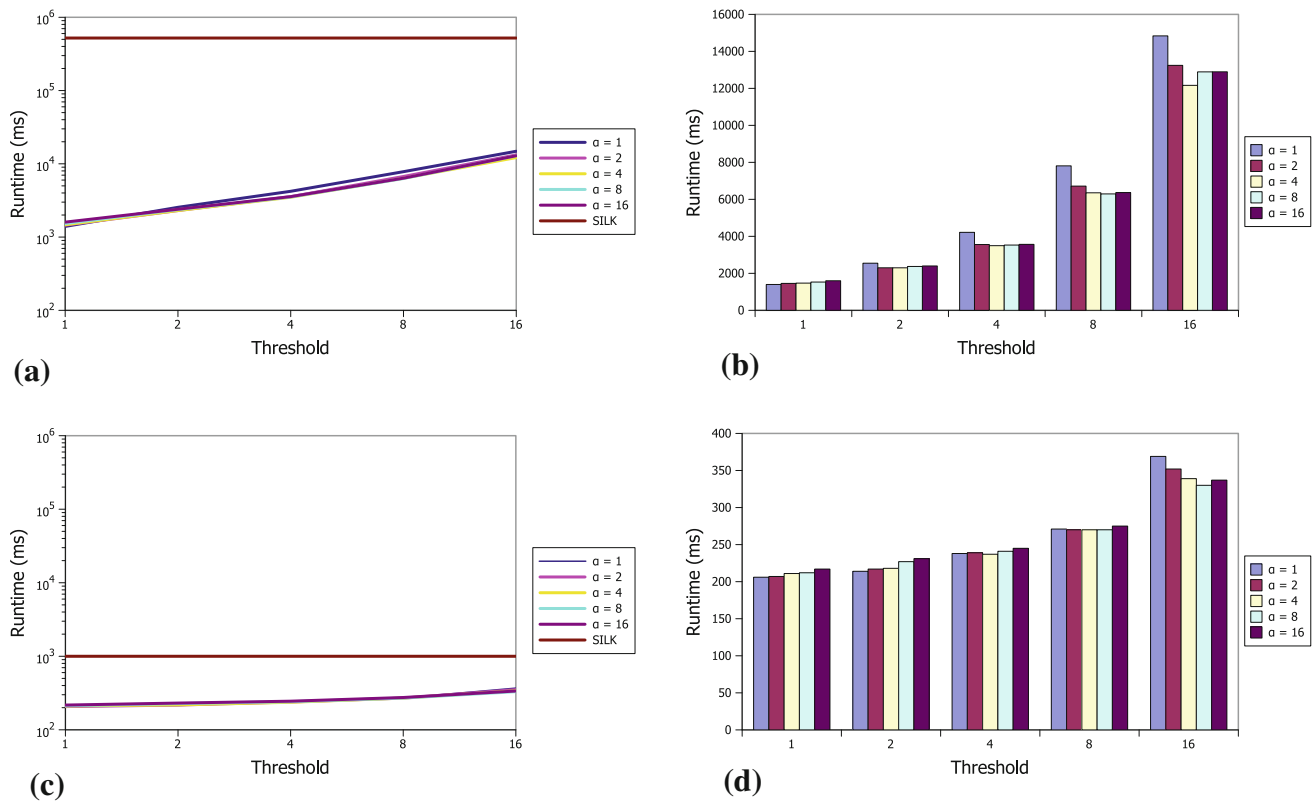 10^6
10^5
10^4
10^3
10^2
Runtime (ms)
1 2 4 8 16
Threshold
α = 1
α = 2
α = 4
α = 8
α = 16
SILK
(a)
16000
14000
12000
10000
8000
6000
4000
2000
0
Runtime (ms)
1 2 4 8 16
Threshold
α = 1
α = 2
α = 4
α = 8
α = 16
(b)
10^6
10^5
10^4
10^3
10^2
Runtime (ms)
1 2 4 8 16
Threshold
α = 1
α = 2
α = 4
α = 8
α = 16
SILK
(c)
400
350
300
250
200
150
100
50
0
Runtime (ms)
1 2 4 8 16
Threshold
α = 1
α = 2
α = 4
α = 8
α = 16
(d)